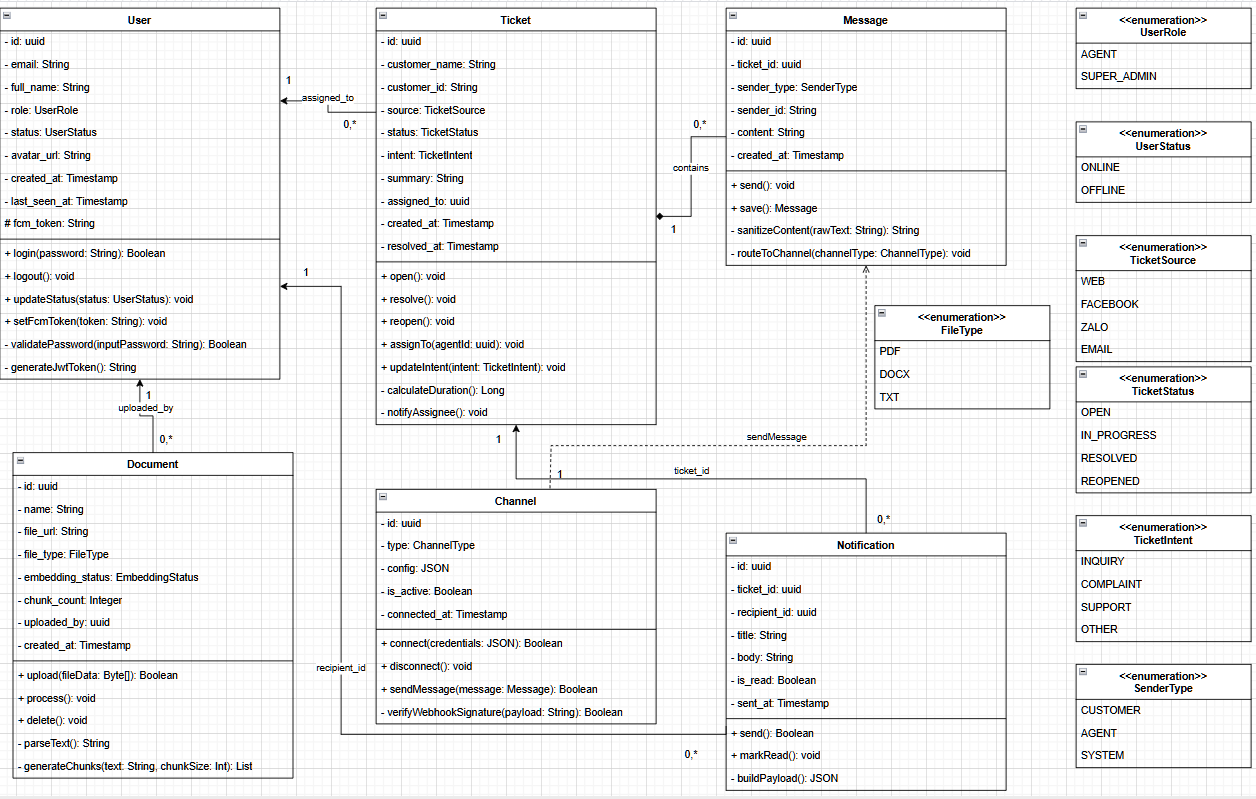 User
- id: uuid
- email: String
- full_name: String
- role: UserRole
- status: UserStatus
- avatar_url: String
- created_at: Timestamp
- last_seen_at: Timestamp
# fcm_token: String
+ login(password: String): Boolean
+ logout(): void
+ updateStatus(status: UserStatus): void
+ setFcmToken(token: String): void
- validatePassword(inputPassword: String): Boolean
- generateJwtToken(): String
1
assigned_to
0,*
1
1
uploaded_by
0,*
Document
- id: uuid
- name: String
- file_url: String
- file_type: FileType
- embedding_status: EmbeddingStatus
- chunk_count: Integer
- uploaded_by: uuid
- created_at: Timestamp
+ upload(fileData: Byte[]): Boolean
+ process(): void
+ delete(): void
- parseText(): String
- generateChunks(text: String, chunkSize: Int): List
recipient_id
Ticket
- id: uuid
- customer_name: String
- customer_id: String
- source: TicketSource
- status: TicketStatus
- intent: TicketIntent
- summary: String
- assigned_to: uuid
- created_at: Timestamp
- resolved_at: Timestamp
+ open(): void
+ resolve(): void
+ reopen(): void
+ assignTo(agentId: uuid): void
+ updateIntent(intent: TicketIntent): void
- calculateDuration(): Long
- notifyAssignee(): void
0,*
contains
1
1
1
sendMessage
ticket_id
0,*
Channel
- id: uuid
- type: ChannelType
- config: JSON
- is_active: Boolean
- connected_at: Timestamp
+ connect(credentials: JSON): Boolean
+ disconnect(): void
+ sendMessage(message: Message): Boolean
- verifyWebhookSignature(payload: String): Boolean
0,*
Message
- id: uuid
- ticket_id: uuid
- sender_type: SenderType
- sender_id: String
- content: String
- created_at: Timestamp
+ send(): void
+ save(): Message
- sanitizeContent(rawText: String): String
- routeToChannel(channelType: ChannelType): void
<<enumeration>>
FileType
PDF
DOCX
TXT
Notification
- id: uuid
- ticket_id: uuid
- recipient_id: uuid
- title: String
- body: String
- is_read: Boolean
- sent_at: Timestamp
+ send(): Boolean
+ markRead(): void
- buildPayload(): JSON
<<enumeration>>
UserRole
AGENT
SUPER_ADMIN
<<enumeration>>
UserStatus
ONLINE
OFFLINE
<<enumeration>>
TicketSource
WEB
FACEBOOK
ZALO
EMAIL
<<enumeration>>
TicketStatus
OPEN
IN_PROGRESS
RESOLVED
REOPENED
<<enumeration>>
TicketIntent
INQUIRY
COMPLAINT
SUPPORT
OTHER
<<enumeration>>
SenderType
CUSTOMER
AGENT
SYSTEM